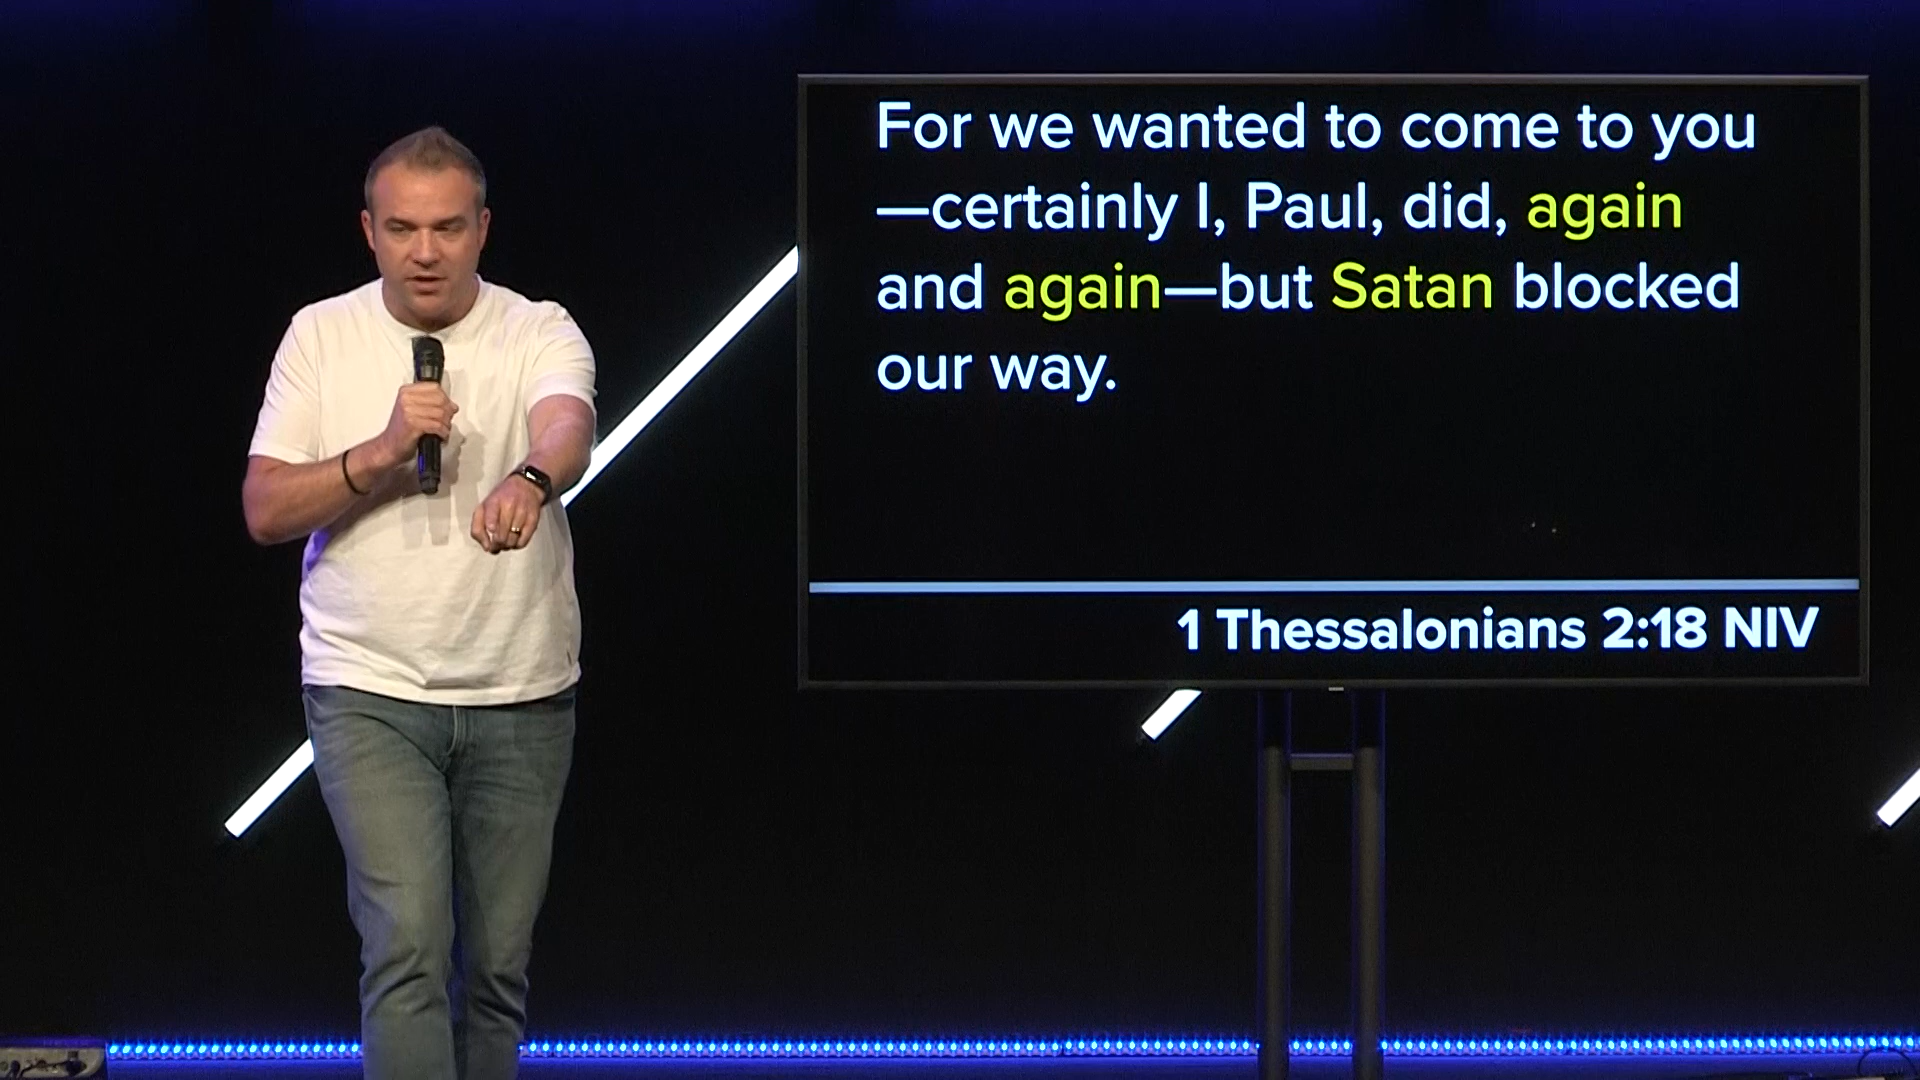 For we wanted to come to you
—certainly I, Paul, did, again
and again—but Satan blocked
our way.
1 Thessalonians 2:18 NIV